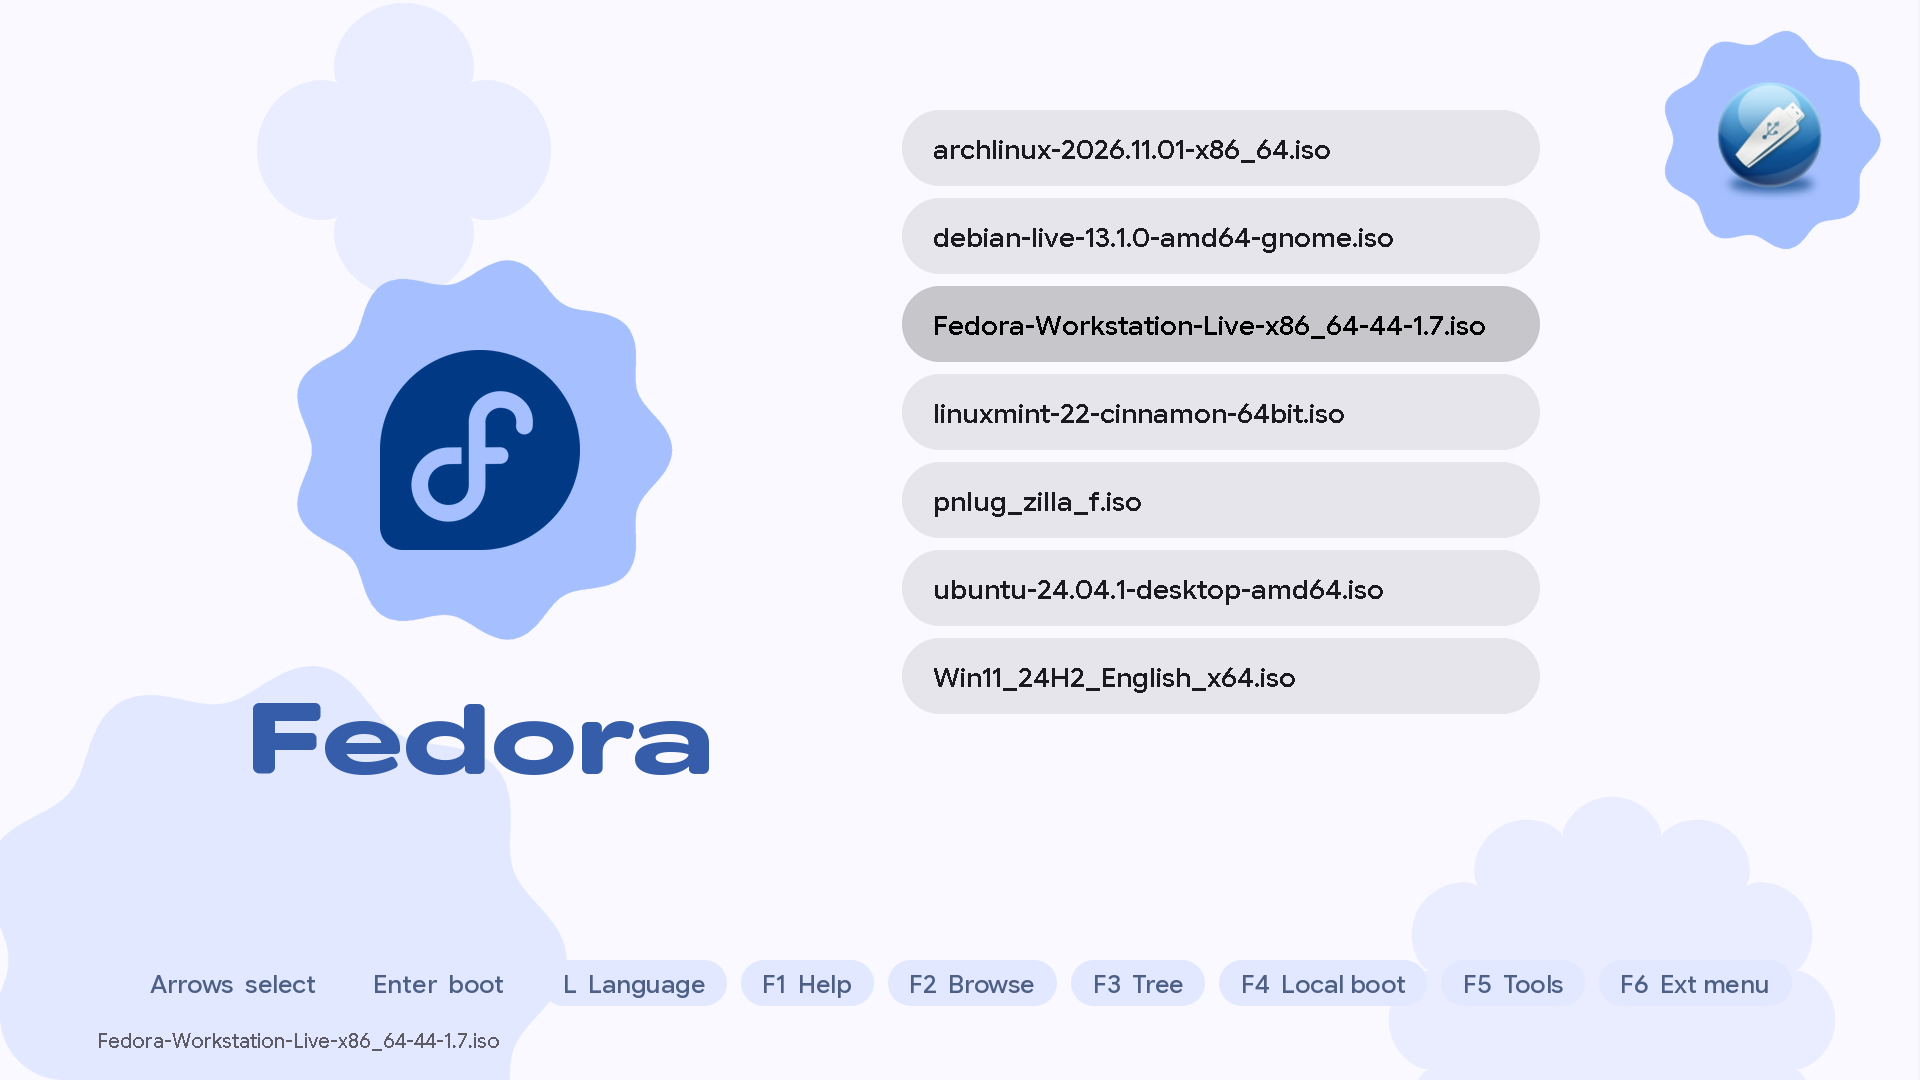 archlinux-2026.11.01-x86_64.iso
debian-live-13.1.0-amd64-gnome.iso
Fedora-Workstation-Live-x86_64-44-1.7.iso
linuxmint-22-cinnamon-64bit.iso
pnlug_zilla_f.iso
ubuntu-24.04.1-desktop-amd64.iso
Win11_24H2_English_x64.iso
Fedora
Arrows select Enter boot L Language F1 Help F2 Browse F3 Tree F4 Local boot F5 Tools F6 Ext menu
Fedora-Workstation-Live-x86_64-44-1.7.iso